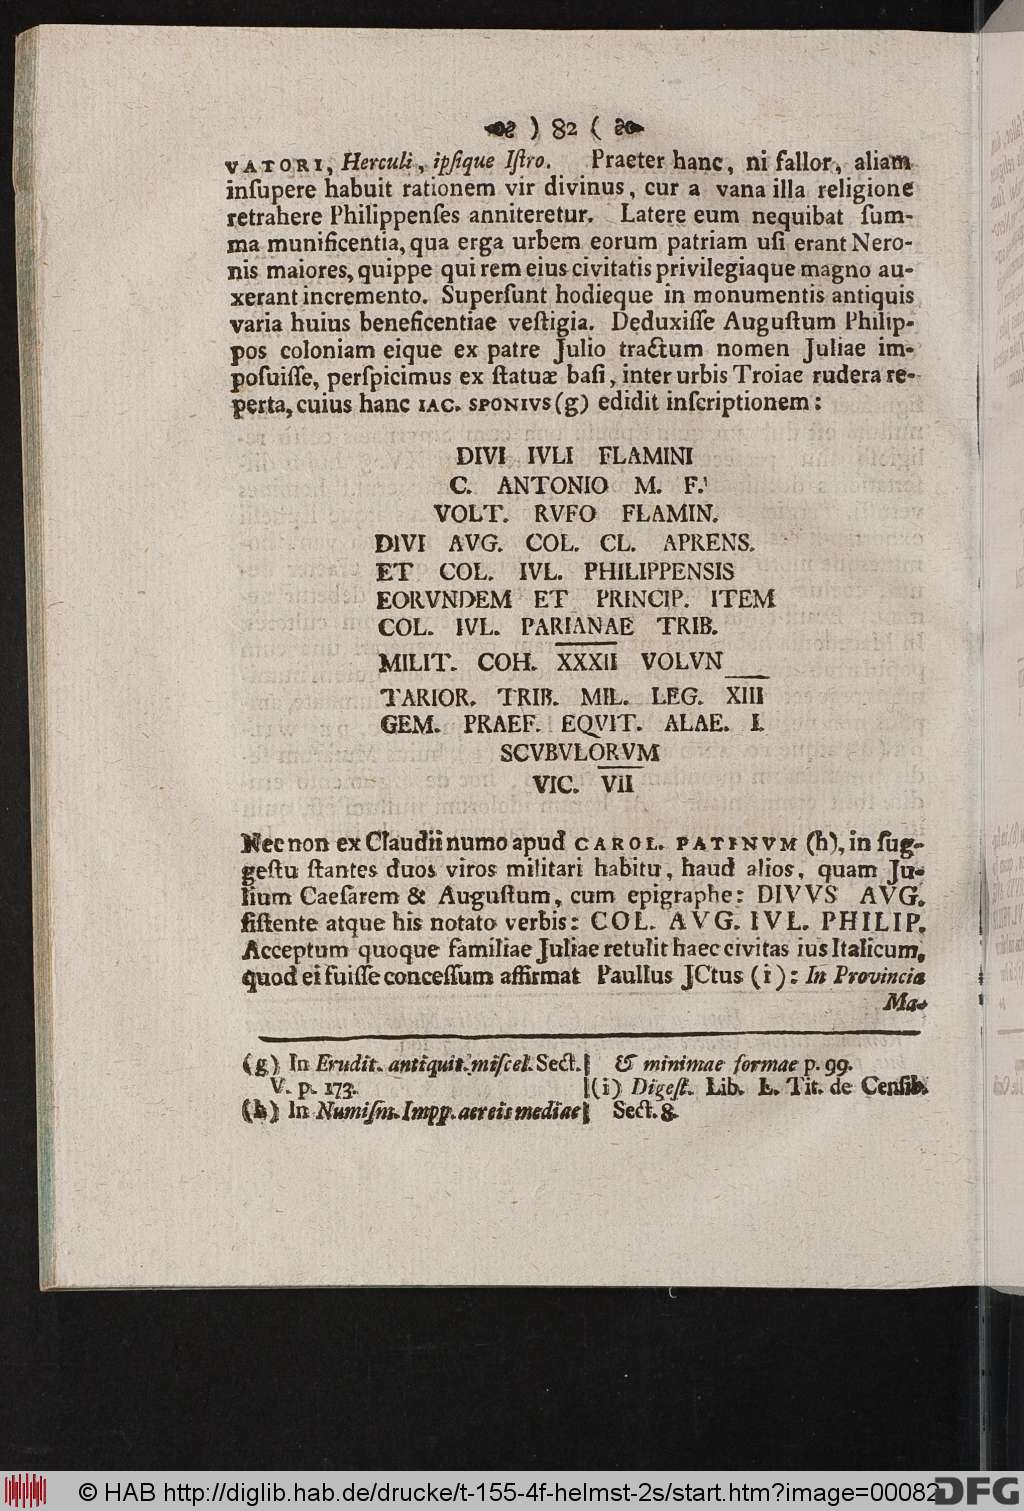 ) 82 (
VATORI, Herculi, ipſique Iſtro. Praeter hanc, ni fallor, aliam
inſupere habuit rationem vir divinus, cur a vana illa religione
retrahere Philippenſes anniteretur. Latere eum nequibat ſum-
ma munificentia, qua erga urbem eorum patriam uſi erant Nero-
nis maiores, quippe qui rem eius civitatis privilegiaque magno au-
xerant incremento. Superſunt hodieque in monumentis antiquis
varia huius beneficentiae veſtigia. Deduxiſſe Auguſtum Philip-
pos coloniam eique ex patre Julio tractum nomen Juliae im-
poſuiſſe, perſpicimus ex ſtatuæ baſi, inter urbis Troiae rudera re-
perta, cuius hanc IAC. SPONIVS (g) edidit inſcriptionem:
DIVI IVLI FLAMINI
C. ANTONIO M. F.
VOLT. RVFO FLAMIN.
DIVI AVG. COL. CL. APRENS.
ET COL. IVL. PHILIPPENSIS
EORVNDEM ET PRINCIP. ITEM
COL. IVL. PARIANAE TRIB.
MILIT. COH. XXXII VOLVN
TARIOR. TRIB. MIL. LEG. XIII
GEM. PRAEF. EQVIT. ALAE. I.
SCVBVLORVM
VIC. VII
Nec non ex Claudii numo apud CAROL. PATINVM (h), in ſug-
geſtu ſtantes duos viros militari habitu, haud alios, quam Ju-
lium Caeſarem & Auguſtum, cum epigraphe: DIVVS AVG.
ſiſtente atque his notato verbis: COL. AVG. IVL. PHILIP.
Acceptum quoque familiae Juliae retulit haec civitas ius Italicum,
quod ei fuiſſe conceſſum affirmat Paullus JCtus (i): In Provincia
Ma-
(g) In Erudit. antiquit. miſcel. Sect.
V. p. 173.
(h) In Numiſm. Impp. aereis mediae
& minimae formae p. 99.
(i) Digeſt. Lib. L. Tit. de Cenſib.
Sect. 8.
© HAB http://diglib.hab.de/drucke/t-155-4f-helmst-2s/start.htm?image=00082
DFG